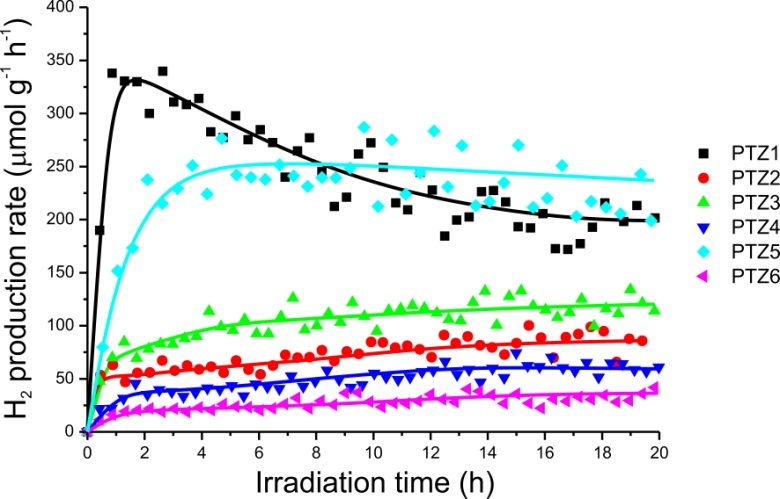 H₂ production rate (μmol g⁻¹ h⁻¹)
400
350
300
250
200
150
100
50
0
0 2 4 6 8 10 12 14 16 18 20
Irradiation time (h)
PTZ1
PTZ2
PTZ3
PTZ4
PTZ5
PTZ6